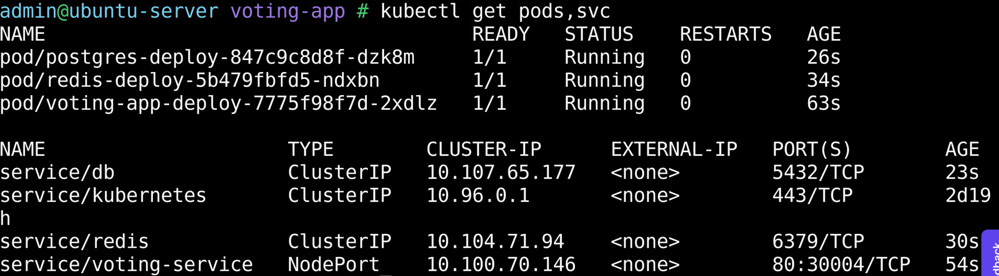 admin@ubuntu-server voting-app # kubectl get pods,svc
NAME READY STATUS RESTARTS AGE
pod/postgres-deploy-847c9c8d8f-dzk8m 1/1 Running 0 26s
pod/redis-deploy-5b479fbfd5-ndxbn 1/1 Running 0 34s
pod/voting-app-deploy-7775f98f7d-2xdlz 1/1 Running 0 63s
NAME TYPE CLUSTER-IP EXTERNAL-IP PORT(S) AGE
service/db ClusterIP 10.107.65.177 <none> 5432/TCP 23s
service/kubernetes ClusterIP 10.96.0.1 <none> 443/TCP 2d19
h
service/redis ClusterIP 10.104.71.94 <none> 6379/TCP 30s
service/voting-service NodePort 10.100.70.146 <none> 80:30004/TCP 54s